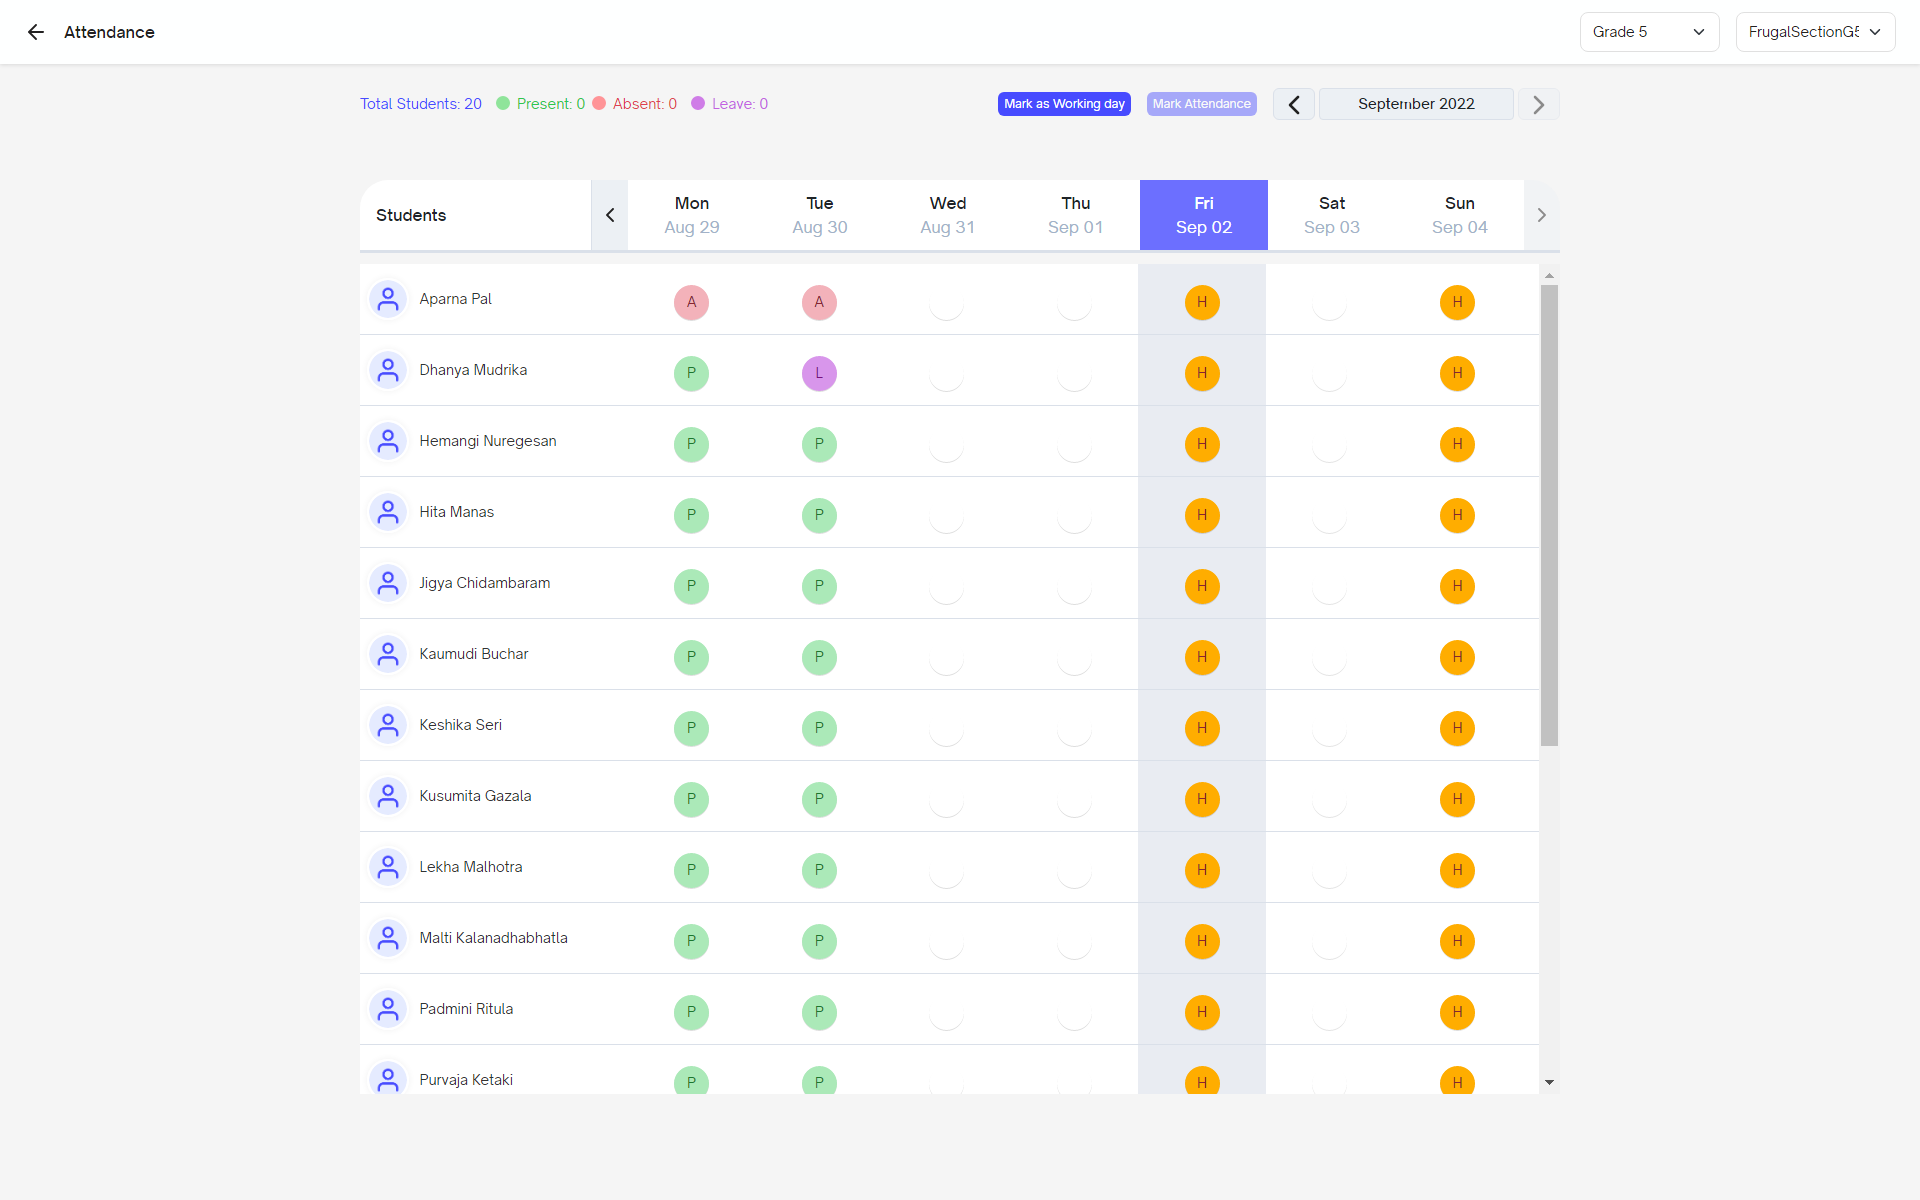 Attendance
Grade 5
FrugalSectionG5
Total Students: 20 Present: 0 Absent: 0 Leave: 0
Mark as Working day
Mark Attendance
September 2022
Students Mon Tue Wed Thu Fri Sat Sun
Aug 29 Aug 30 Aug 31 Sep 01 Sep 02 Sep 03 Sep 04
Aparna Pal A A H H
Dhanya Mudrika P L H H
Hemangi Nuregesan P P H H
Hita Manas P P H H
Jigya Chidambaram P P H H
Kaumudi Buchar P P H H
Keshika Seri P P H H
Kusumita Gazala P P H H
Lekha Malhotra P P H H
Malti Kalanadhabhatla P P H H
Padmini Ritula P P H H
Purvaja Ketaki P P H H